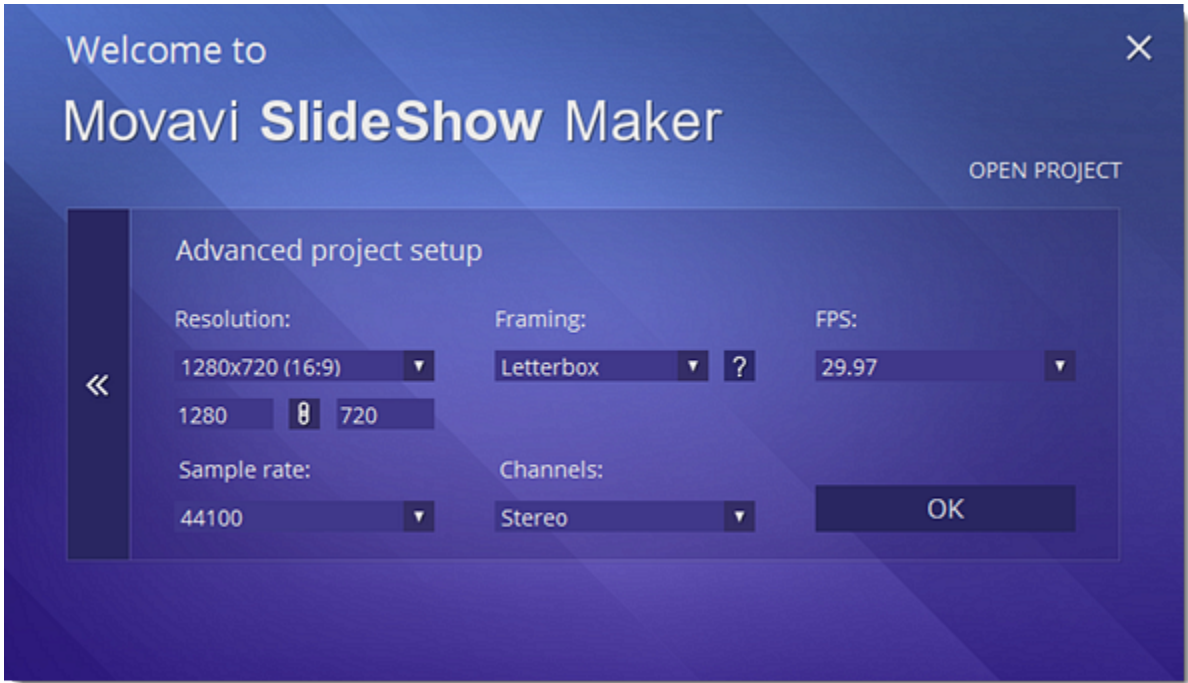 Welcome to
Movavi SlideShow Maker
OPEN PROJECT
Advanced project setup
Resolution: Framing: FPS:
1280x720 (16:9) Letterbox ? 29.97
1280 720
Sample rate: Channels:
44100 Stereo OK